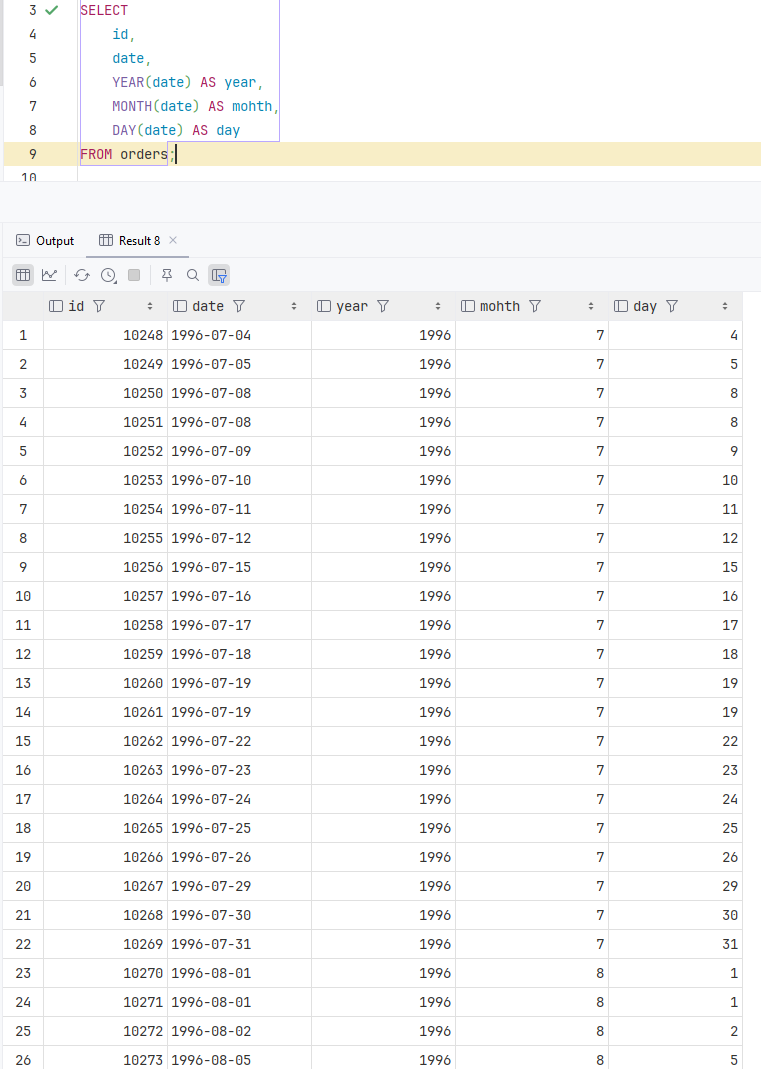 3 SELECT
4 id,
5 date,
6 YEAR(date) AS year,
7 MONTH(date) AS mohth,
8 DAY(date) AS day
9 FROM orders;
10
Output Result 8
id date year mohth day
1 10248 1996-07-04 1996 7 4
2 10249 1996-07-05 1996 7 5
3 10250 1996-07-08 1996 7 8
4 10251 1996-07-08 1996 7 8
5 10252 1996-07-09 1996 7 9
6 10253 1996-07-10 1996 7 10
7 10254 1996-07-11 1996 7 11
8 10255 1996-07-12 1996 7 12
9 10256 1996-07-15 1996 7 15
10 10257 1996-07-16 1996 7 16
11 10258 1996-07-17 1996 7 17
12 10259 1996-07-18 1996 7 18
13 10260 1996-07-19 1996 7 19
14 10261 1996-07-19 1996 7 19
15 10262 1996-07-22 1996 7 22
16 10263 1996-07-23 1996 7 23
17 10264 1996-07-24 1996 7 24
18 10265 1996-07-25 1996 7 25
19 10266 1996-07-26 1996 7 26
20 10267 1996-07-29 1996 7 29
21 10268 1996-07-30 1996 7 30
22 10269 1996-07-31 1996 7 31
23 10270 1996-08-01 1996 8 1
24 10271 1996-08-01 1996 8 1
25 10272 1996-08-02 1996 8 2
26 10273 1996-08-05 1996 8 5